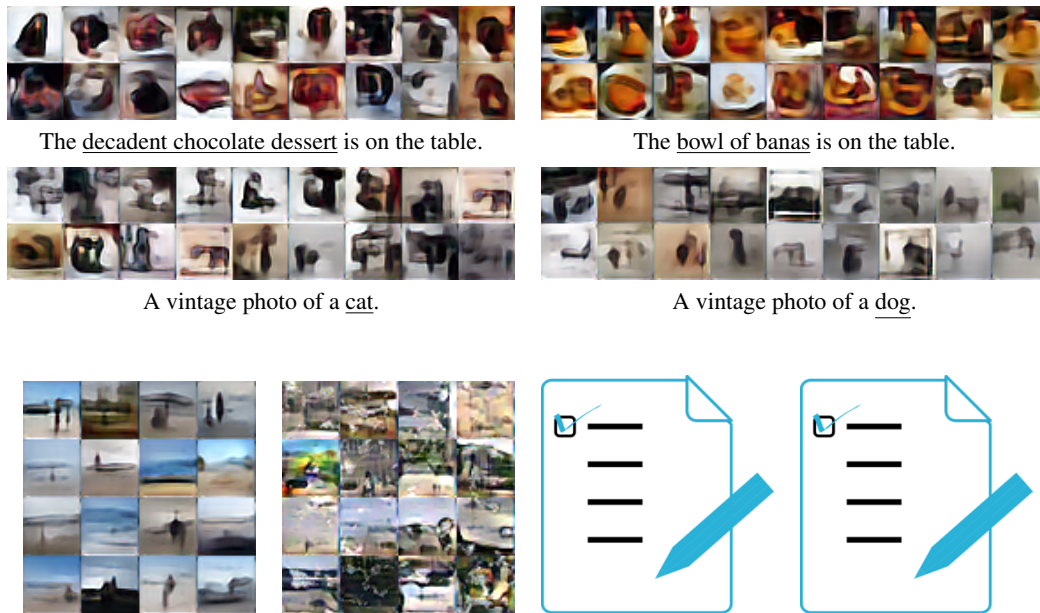 The decadent chocolate dessert is on the table.
The bowl of banas is on the table.
A vintage photo of a cat.
A vintage photo of a dog.